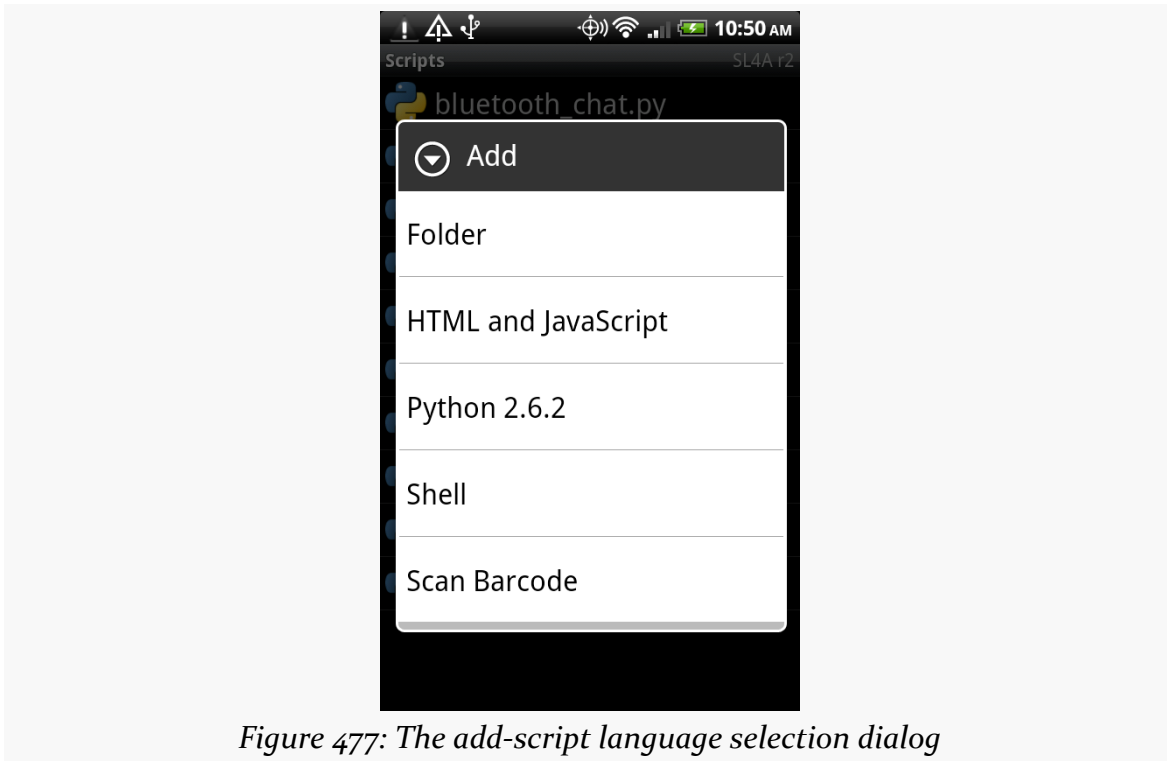 10:50 AM
Scripts SL4A r2
bluetooth_chat.py
Add
Folder
HTML and JavaScript
Python 2.6.2
Shell
Scan Barcode
Figure 477: The add-script language selection dialog